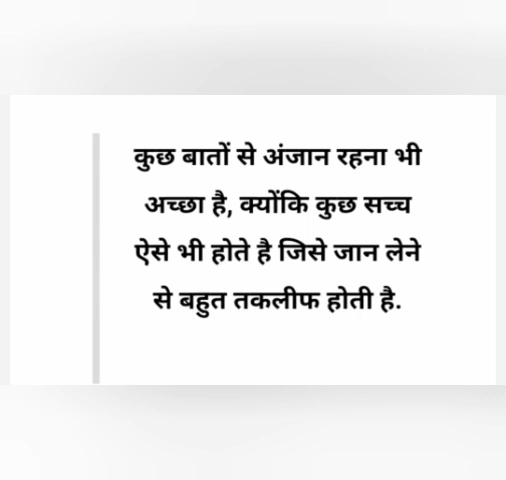 कुछ बातों से अंजान रहना भी
अच्छा है, क्योंकि कुछ सच्च
ऐसे भी होते है जिसे जान लेने
से बहुत तकलीफ होती है.